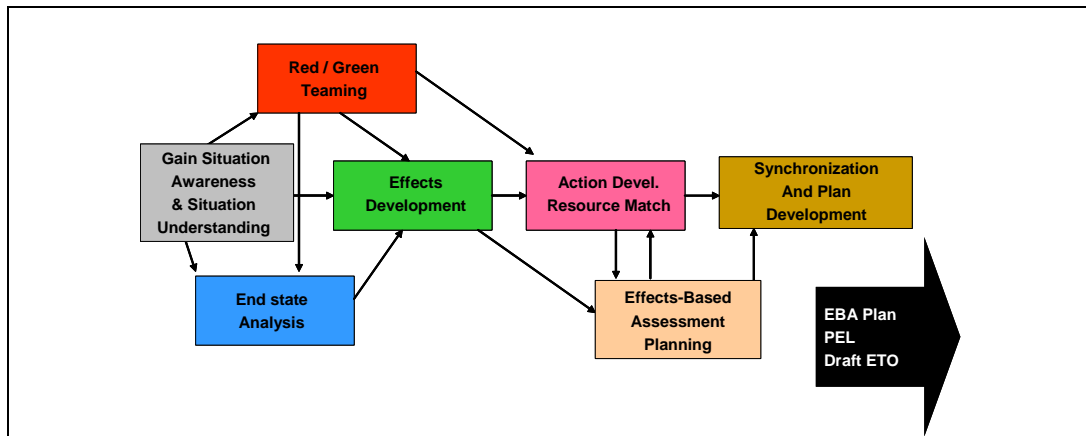 Red / Green
Teaming
Gain Situation
Awareness
& Situation
Understanding
Effects
Development
Action Devel.
Resource Match
Synchronization
And Plan
Development
End state
Analysis
Effects-Based
Assessment
Planning
EBA Plan
PEL
Draft ETO